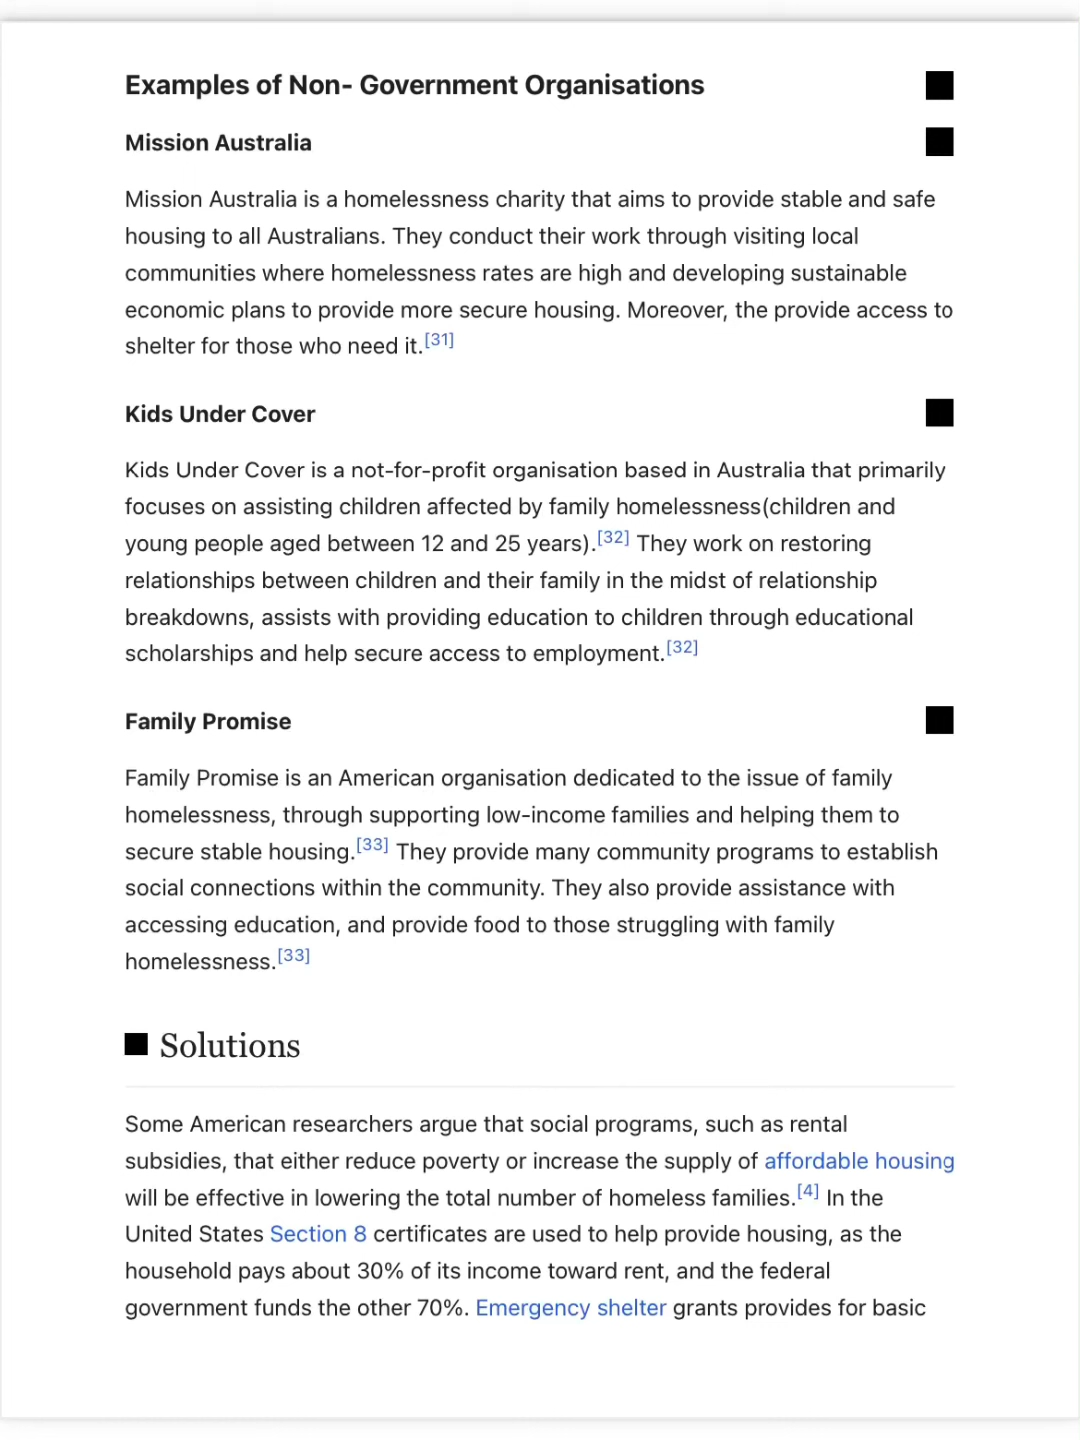 Examples of Non- Government Organisations
Mission Australia
Mission Australia is a homelessness charity that aims to provide stable and safe
housing to all Australians. They conduct their work through visiting local
communities where homelessness rates are high and developing sustainable
economic plans to provide more secure housing. Moreover, the provide access to
shelter for those who need it.[31]
Kids Under Cover
Kids Under Cover is a not-for-profit organisation based in Australia that primarily
focuses on assisting children affected by family homelessness(children and
young people aged between 12 and 25 years).[32] They work on restoring
relationships between children and their family in the midst of relationship
breakdowns, assists with providing education to children through educational
scholarships and help secure access to employment.[32]
Family Promise
Family Promise is an American organisation dedicated to the issue of family
homelessness, through supporting low-income families and helping them to
secure stable housing.[33] They provide many community programs to establish
social connections within the community. They also provide assistance with
accessing education, and provide food to those struggling with family
homelessness.[33]
Solutions
Some American researchers argue that social programs, such as rental
subsidies, that either reduce poverty or increase the supply of affordable housing
will be effective in lowering the total number of homeless families.[4] In the
United States Section 8 certificates are used to help provide housing, as the
household pays about 30% of its income toward rent, and the federal
government funds the other 70%. Emergency shelter grants provides for basic